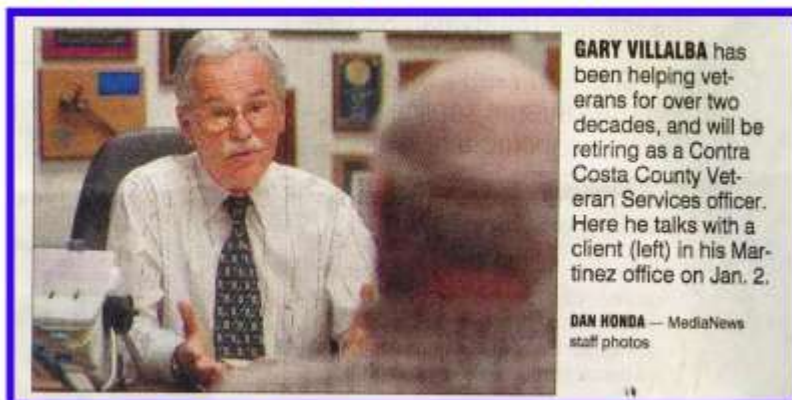 GARY VILLALBA has
been helping vet-
erans for over two
decades, and will be
retiring as a Contra
Costa County Vet-
eran Services officer.
Here he talks with a
client (left) in his Mar-
tinez office on Jan. 2.
DAN HONDA — MediaNews
staff photos